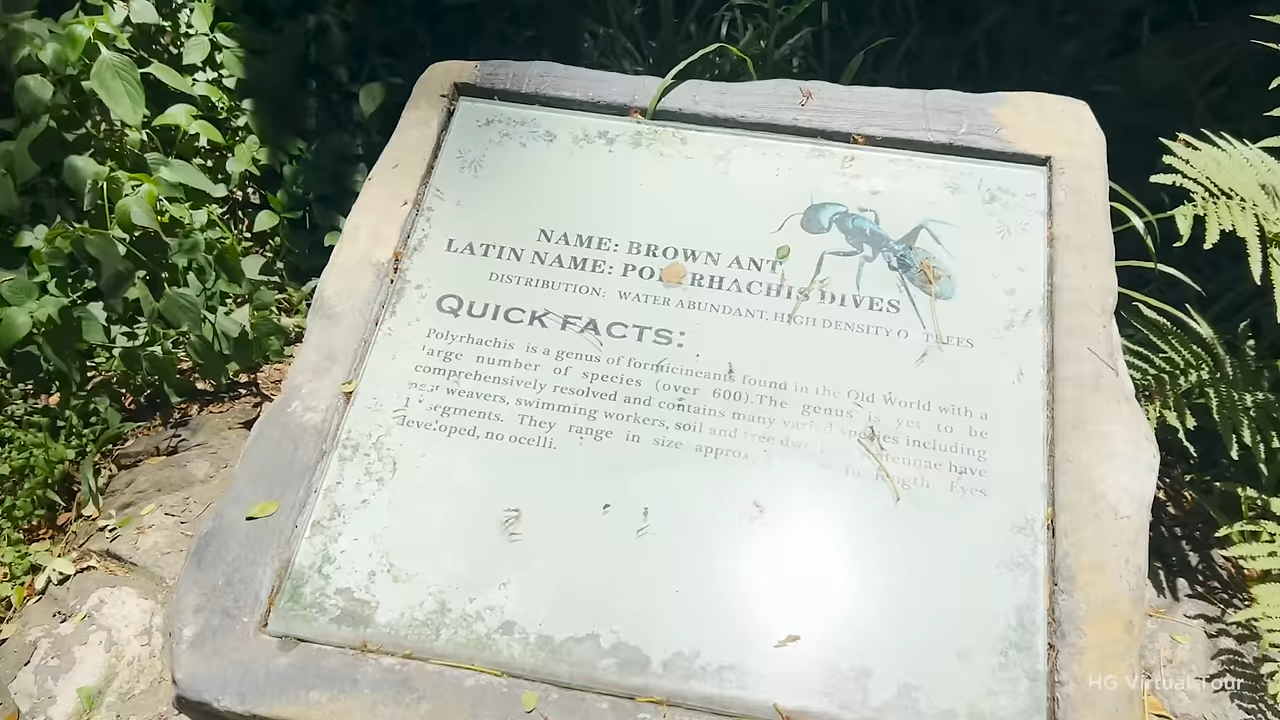 NAME: BROWN ANT
LATIN NAME: POLYRHACHIS DIVES
DISTRIBUTION: WATER ABUNDANT, HIGH DENSITY O TREES
QUICK FACTS:
Polyrhachis is a genus of formicineants found in the Old World with a
large number of species (over 600).The genus is yet to be
comprehensively resolved and contains many varied species including
nest weavers, swimming workers, soil and tree dwe tennae have
segments. They range in size approx. in length. Eyes
developed, no ocelli.
HG Virtual Tour